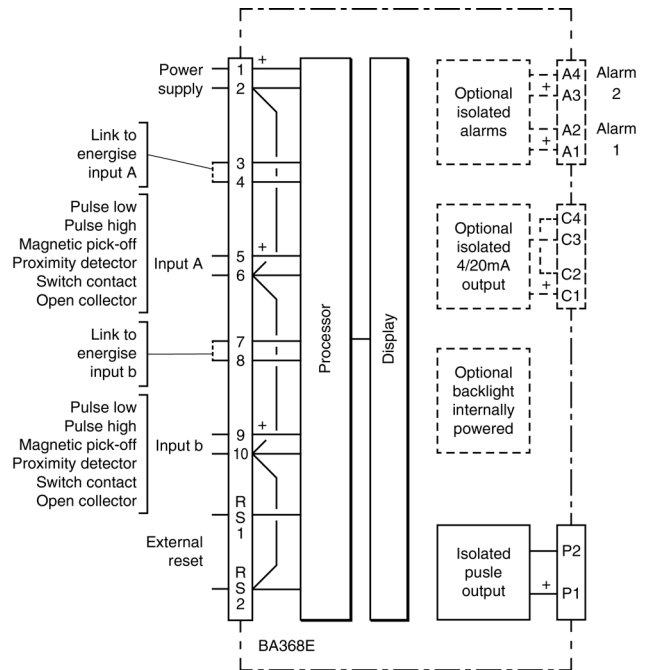 Power
supply
+
1
2
Link to
energise
input A
3
4
Pulse low
Pulse high
Magnetic pick-off
Proximity detector
Switch contact
Open collector
Input A
+
5
6
Link to
energise
input b
7
8
Pulse low
Pulse high
Magnetic pick-off
Proximity detector
Switch contact
Open collector
Input b
+
9
10
External
reset
R
S
1
R
S
2
Processor
Display
BA368E
Optional
isolated
alarms
+
+
A4
A3
A2
A1
Alarm
2
Alarm
1
Optional
isolated
4/20mA
output
+
C4
C3
C2
C1
Optional
backlight
internally
powered
Isolated
pusle
output
+
P2
P1